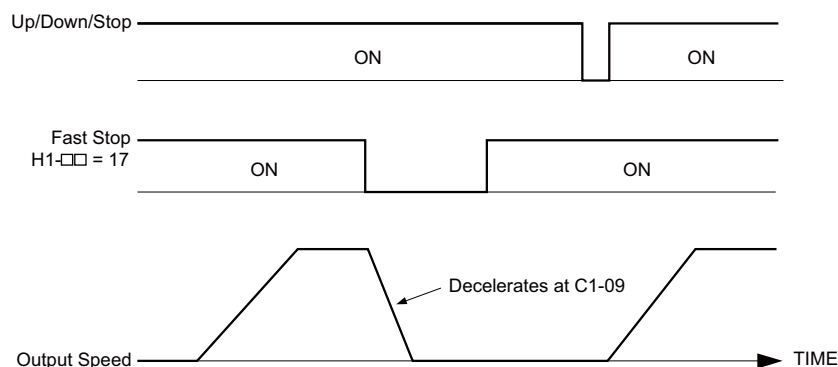 Up/Down/Stop
ON
ON
Fast Stop
H1-□□ = 17
ON
ON
Decelerates at C1-09
Output Speed
TIME